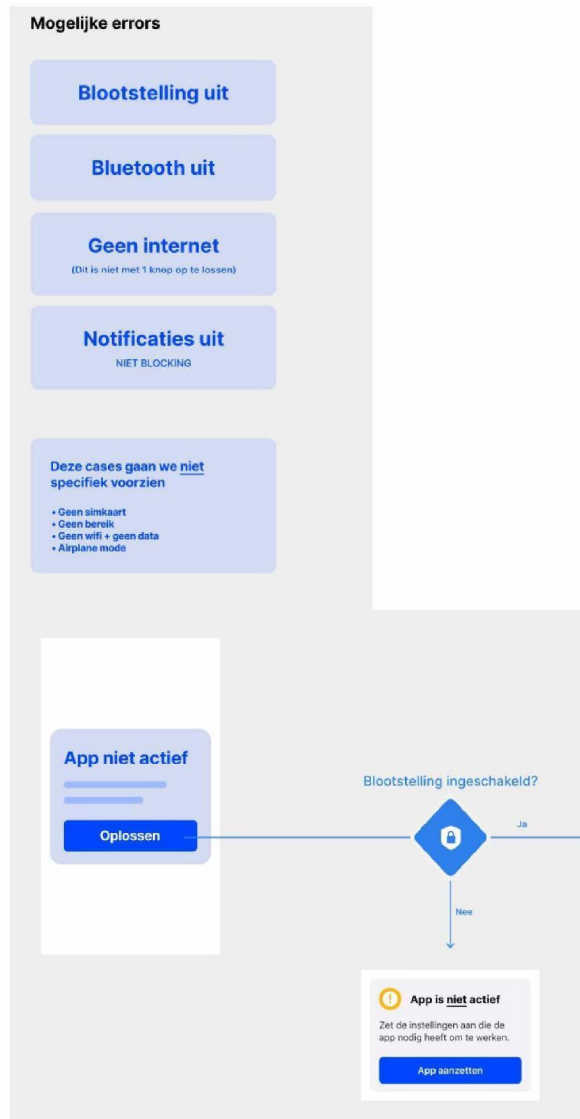 Mogelijke errors
Blootstelling uit
Bluetooth uit
Geen internet
(Dit is niet met 1 knop op te lossen)
Notificaties uit
NIET BLOCKING
Deze cases gaan we niet
specifiek voorzien
• Geen simkaart
• Geen bereik
• Geen wifi + geen data
• Airplane mode
App niet actief
Oplossen
Blootstelling ingeschakeld?
Ja
Nee
App is niet actief
Zet de instellingen aan die de
app nodig heeft om te werken.
App aanzetten